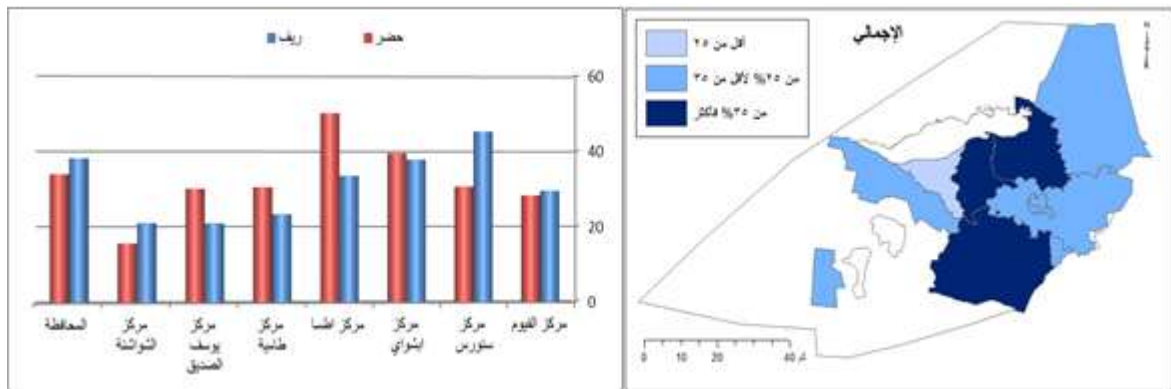 الإجمالي
أقل من ٢٥
من ٢٥% لأقل من ٣٥
من ٣٥% فأكثر
0 10 20 40
حضر
ريف
60
40
20
0
مركز الفيوم
مركز
سنورس
مركز
ابشواي
مركز اطسا
مركز
طامية
مركز
يوسف
الصديق
مركز
الشواشنة
المحافظة